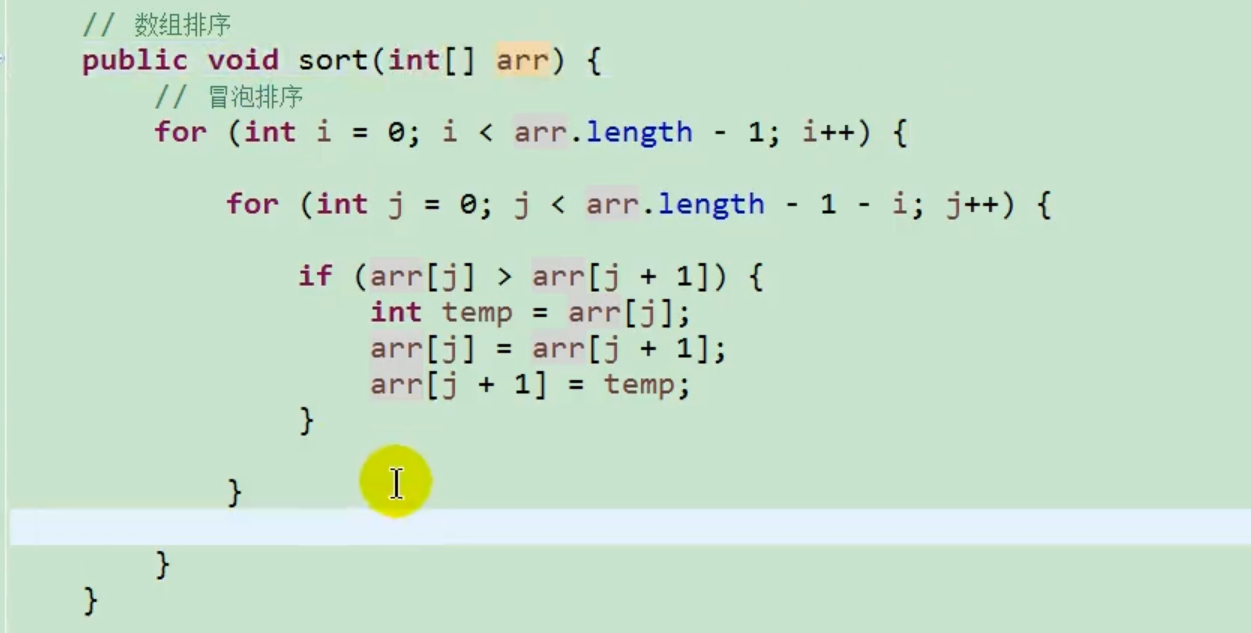 // 数组排序
public void sort(int[] arr) {
// 冒泡排序
for (int i = 0; i < arr.length - 1; i++) {
for (int j = 0; j < arr.length - 1 - i; j++) {
if (arr[j] > arr[j + 1]) {
int temp = arr[j];
arr[j] = arr[j + 1];
arr[j + 1] = temp;
}
}
}
}